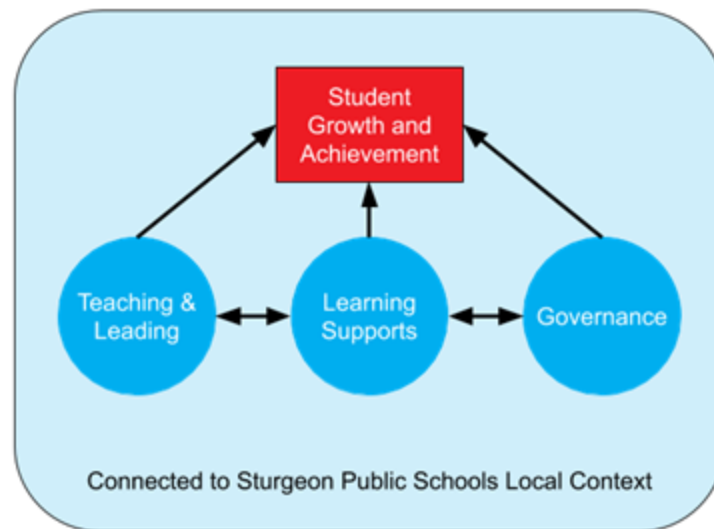 Student
Growth and
Achievement
Teaching &
Leading
Learning
Supports
Governance
Connected to Sturgeon Public Schools Local Context